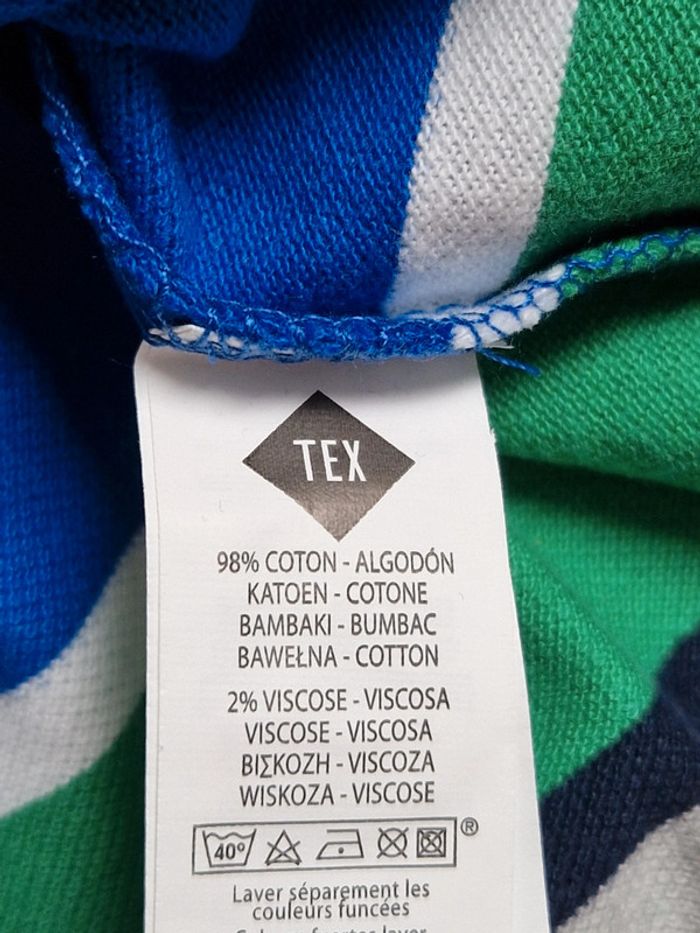 TEX
98% COTON - ALGODÓN
KATOEN - COTONE
BAMBAKI - BUMBAC
BAWEŁNA - COTTON
2% VISCOSE - VISCOSA
VISCOSE - VISCOSA
ΒΙΣΚΟΖΗ - VISCOZA
WISKOZA - VISCOSE
40° ®
Laver séparement les
couleurs funcées